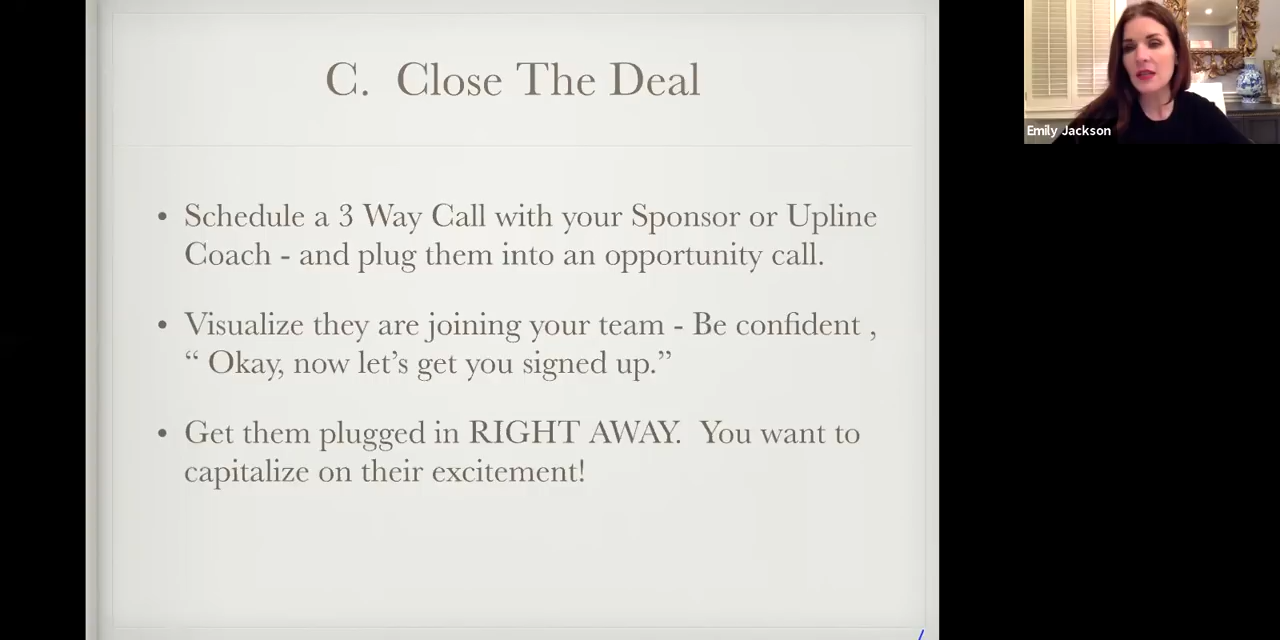 C. Close The Deal
• Schedule a 3 Way Call with your Sponsor or Upline
Coach - and plug them into an opportunity call.
• Visualize they are joining your team - Be confident ,
“ Okay, now let’s get you signed up.”
• Get them plugged in RIGHT AWAY. You want to
capitalize on their excitement!
Emily Jackson